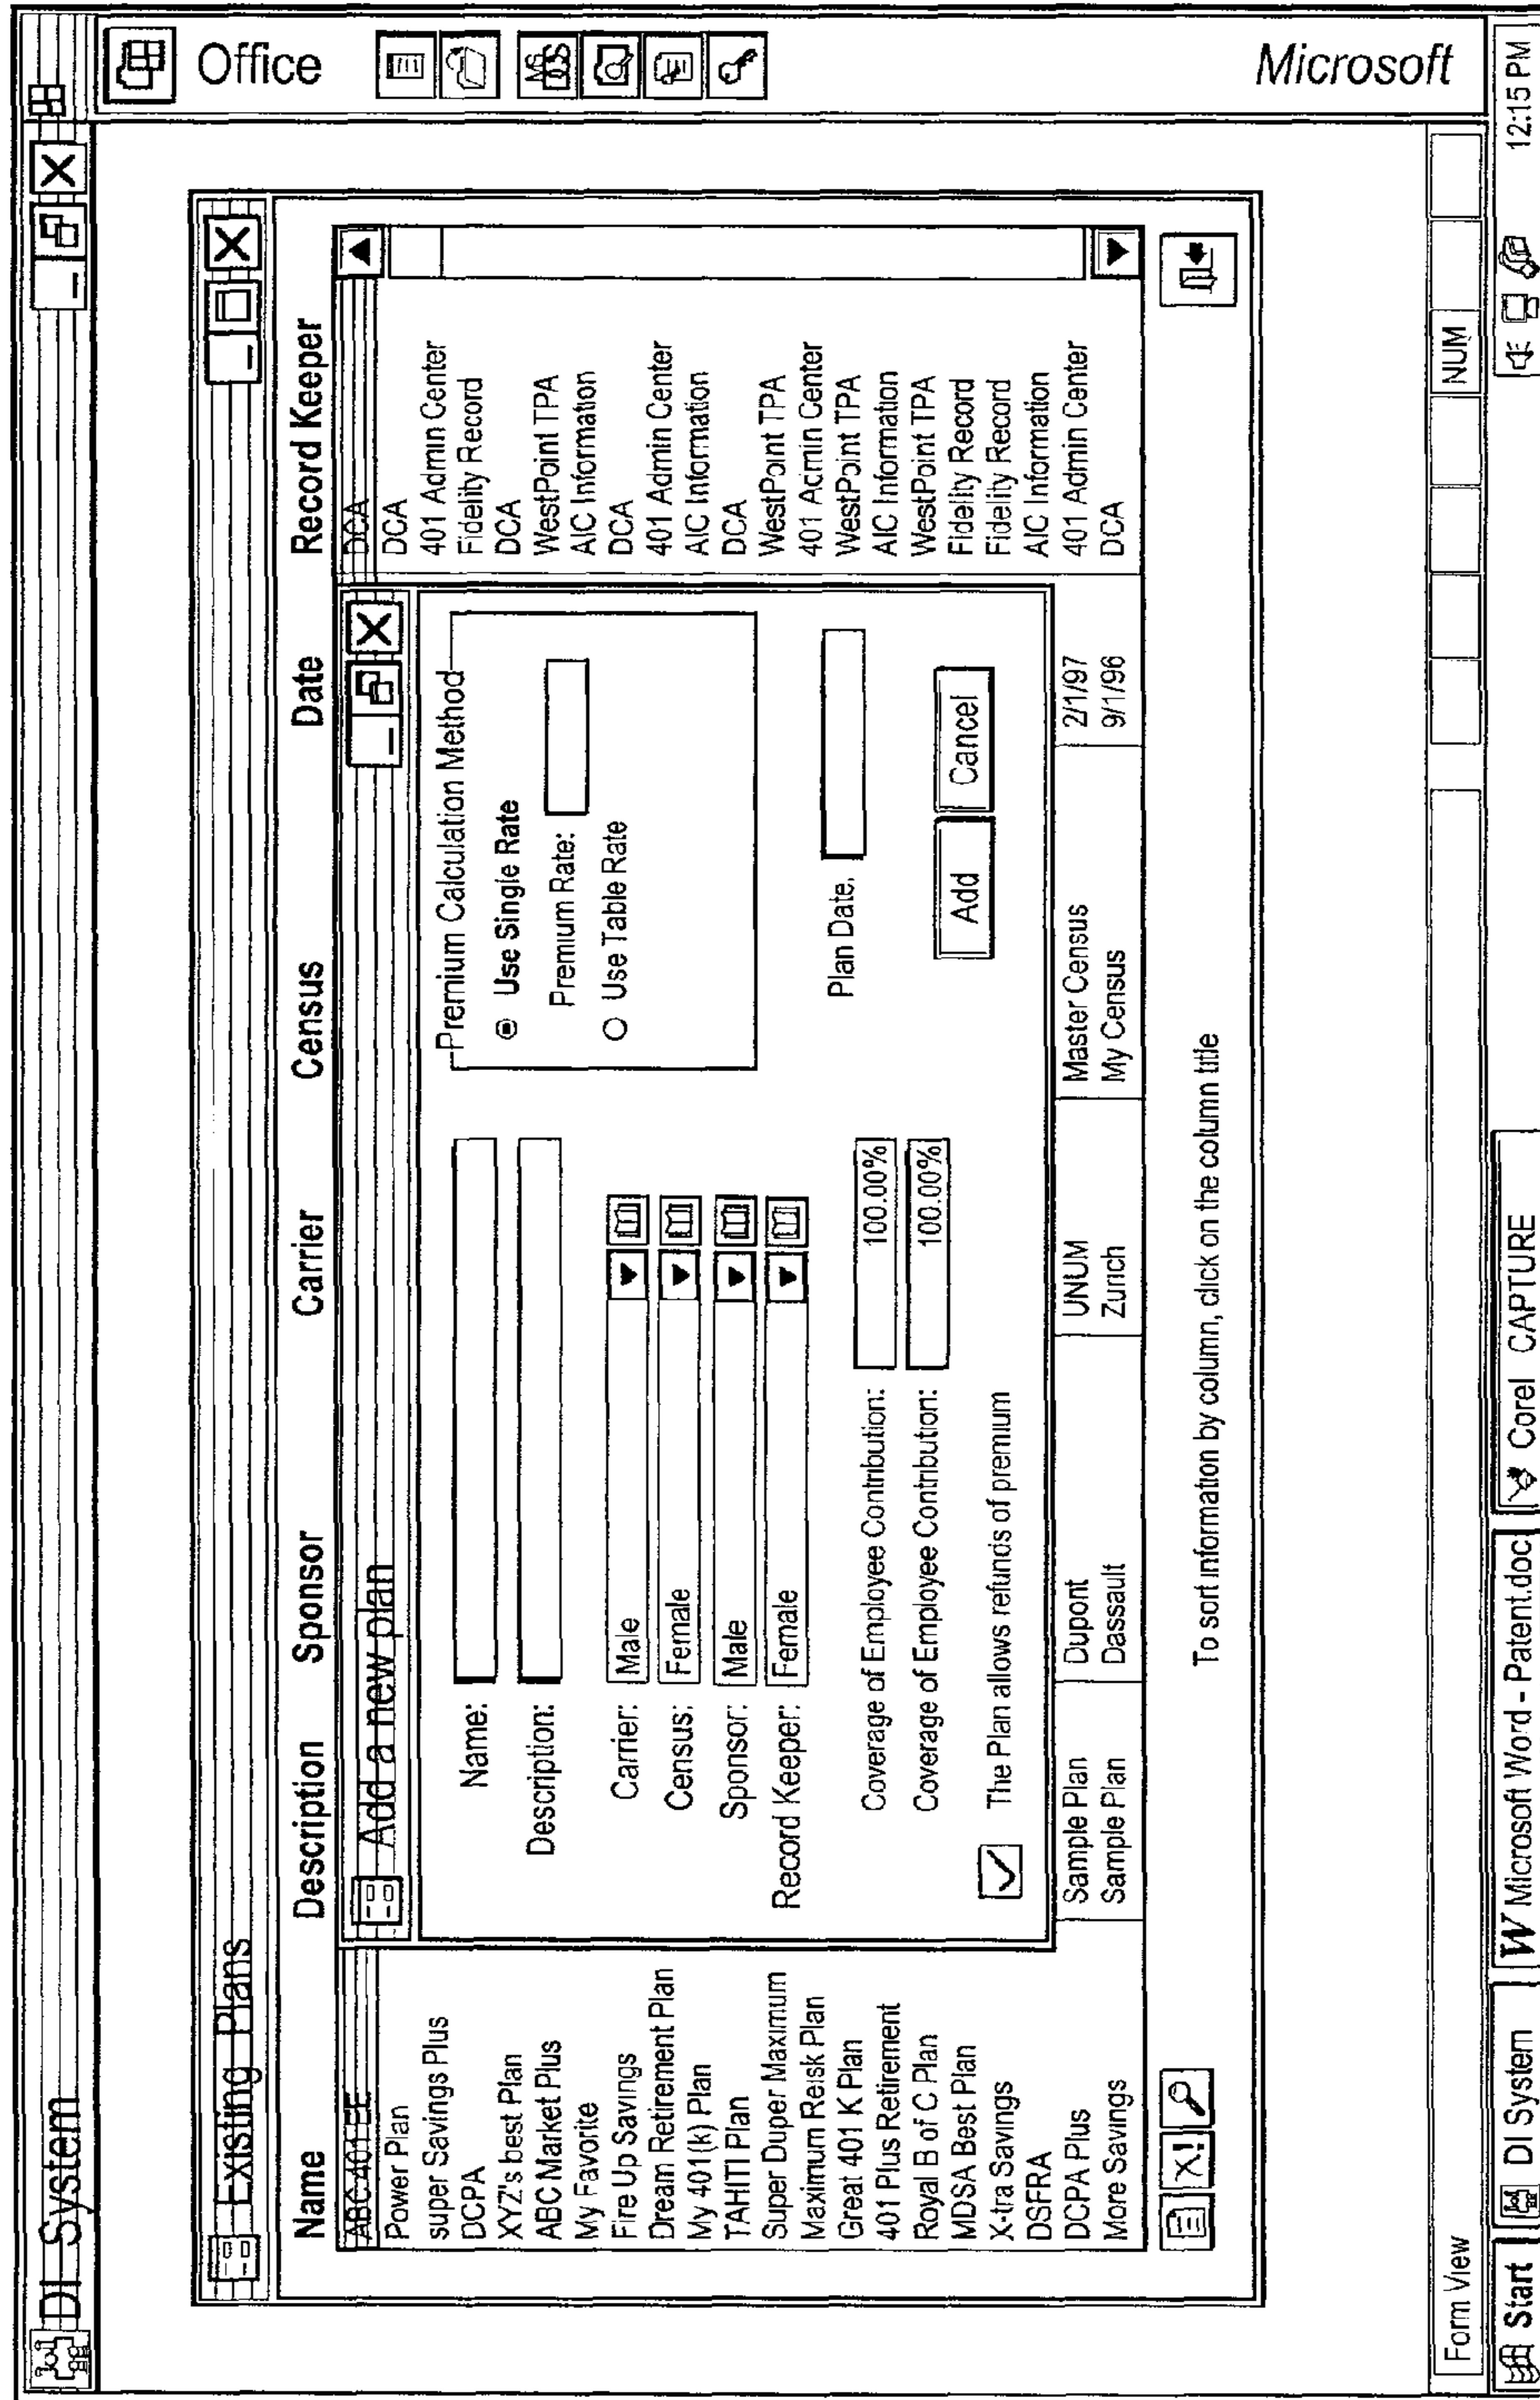 DI System
Office
MS DOS
Microsoft
Existing Plans
Name Description Sponsor Carrier Census Date Record Keeper
ABC 401 EE
Power Plan
super Savings Plus
DCPA
XYZ's best Plan
ABC Market Plus
My Favorite
Fire Up Savings
Dream Retirement Plan
My 401(k) Plan
TAHITI Plan
Super Duper Maximum
Maximum Reisk Plan
Great 401 K Plan
401 Plus Retirement
Royal B of C Plan
MDSA Best Plan
X-tra Savings
DSFRA
DCPA Plus
More Savings
Add a new plan
Name:
Description:
Carrier: Male
Census: Female
Sponsor: Male
Record Keeper: Female
Coverage of Employee Contribution: 100.00%
Coverage of Employee Contribution: 100.00%
The Plan allows refunds of premium
Premium Calculation Method
Use Single Rate
Premium Rate:
Use Table Rate
Plan Date,
Add Cancel
Sample Plan Dupont UNUM Master Census 2/1/97
Sample Plan Dassault Zurich My Census 9/1/96
DCA
DCA
401 Admin Center
Fidelity Record
DCA
WestPoint TPA
AIC Information
DCA
401 Admin Center
AIC Information
DCA
WestPoint TPA
401 Admin Center
WestPoint TPA
AIC Information
WestPoint TPA
Fidelity Record
Fidelity Record
AIC Information
401 Admin Center
DCA
X!
To sort information by column, click on the column title
Form View NUM
Start DI System W Microsoft Word - Patent.doc Corel CAPTURE 12:15 PM